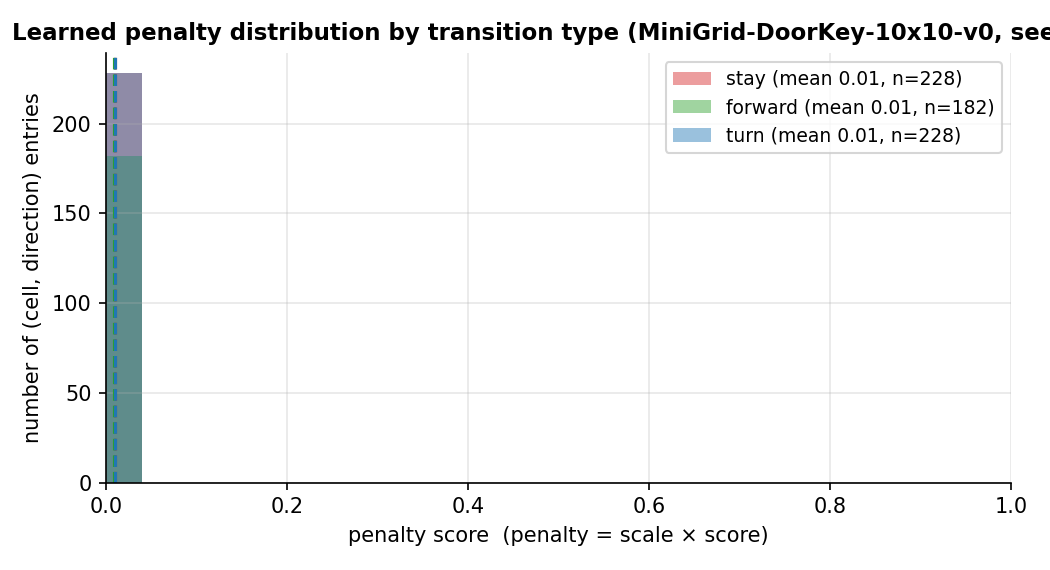 Learned penalty distribution by transition type (MiniGrid-DoorKey-10x10-v0, see
stay (mean 0.01, n=228)
forward (mean 0.01, n=182)
turn (mean 0.01, n=228)
number of (cell, direction) entries
200
150
100
50
0
0.0 0.2 0.4 0.6 0.8 1.0
penalty score (penalty = scale × score)